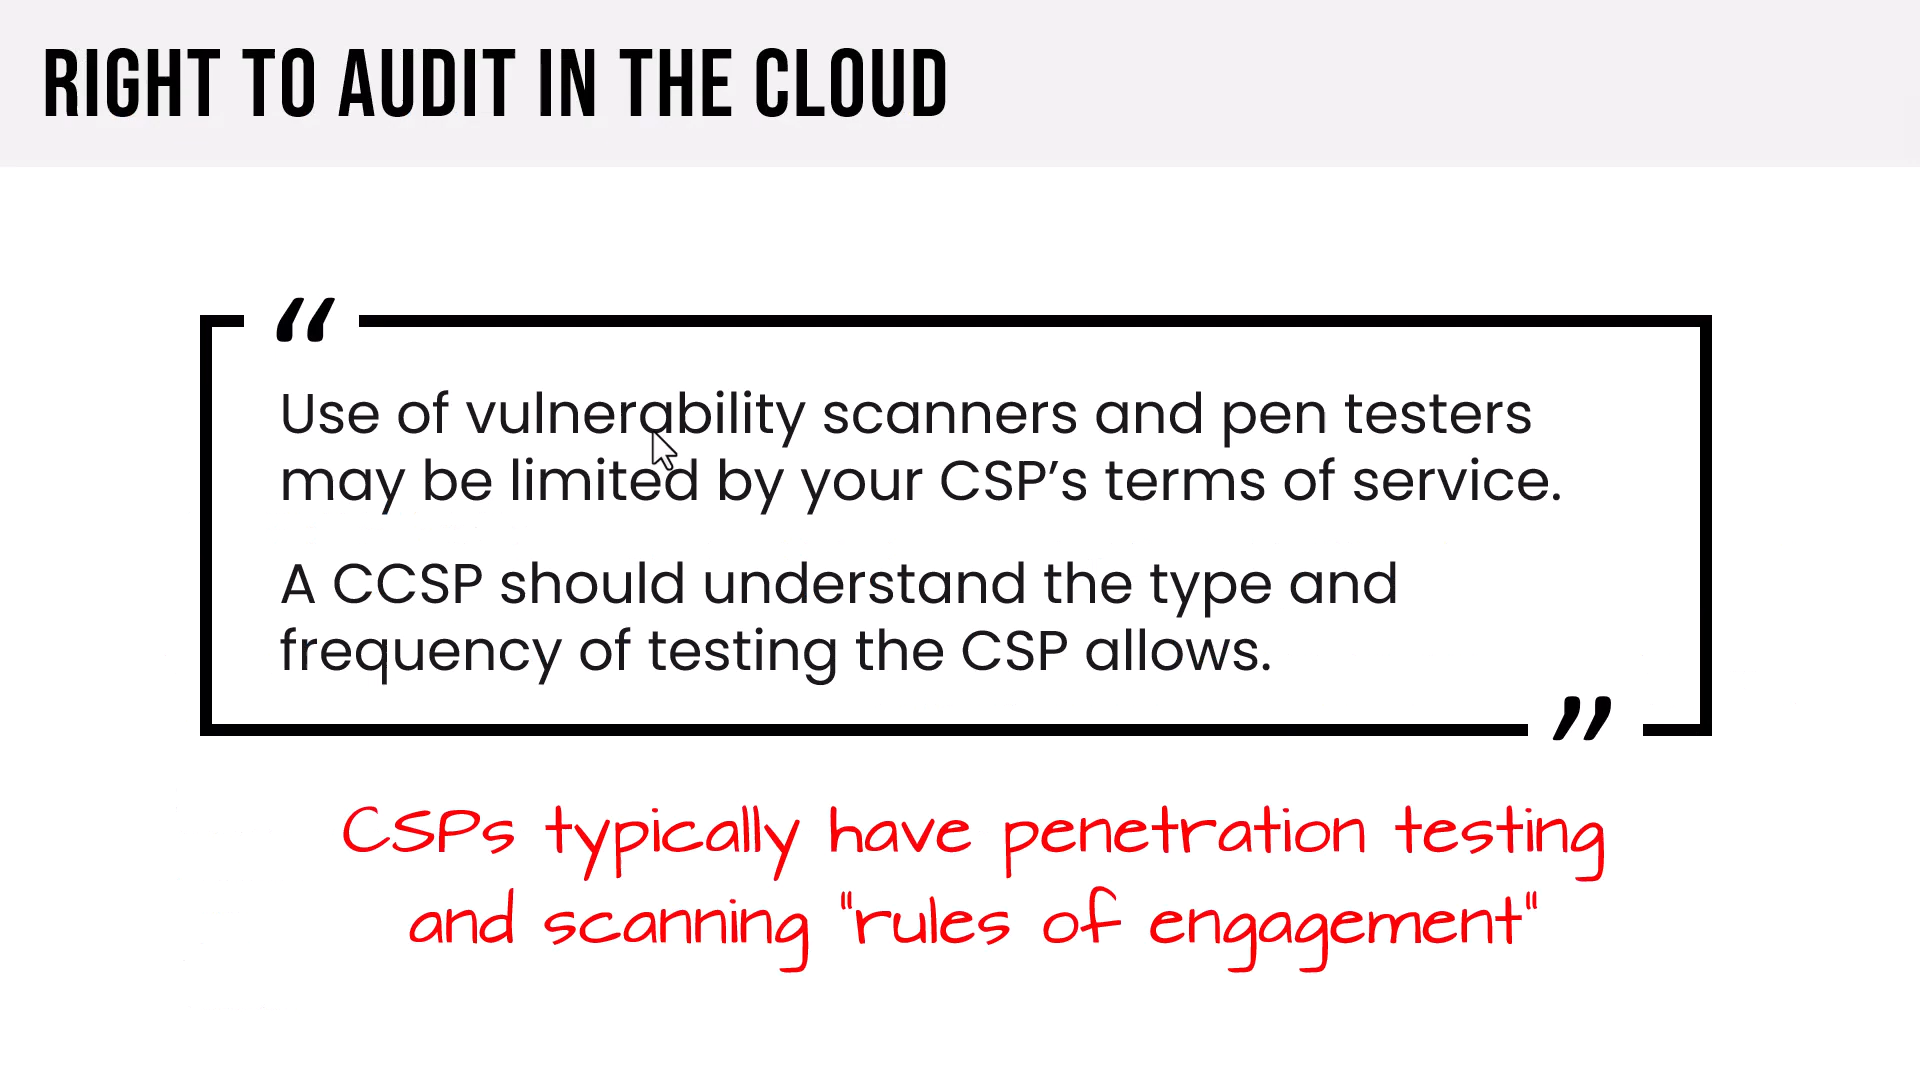 RIGHT TO AUDIT IN THE CLOUD
“
Use of vulnerability scanners and pen testers
may be limited by your CSP’s terms of service.
A CCSP should understand the type and
frequency of testing the CSP allows.
”
CSPs typically have penetration testing
and scanning "rules of engagement"